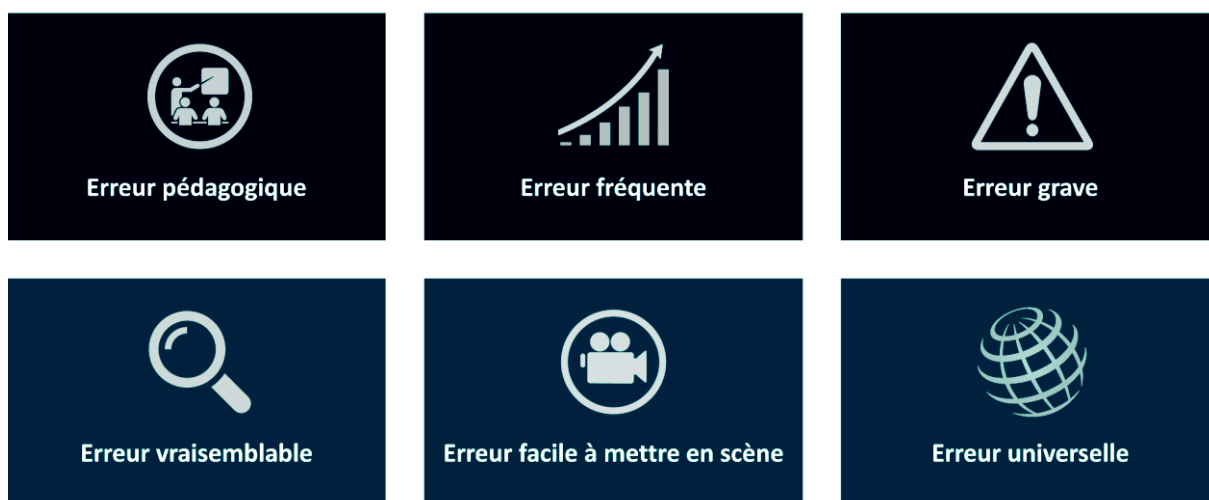 Erreur pédagogique
Erreur fréquente
Erreur grave
Erreur vraisemblable
Erreur facile à mettre en scène
Erreur universelle